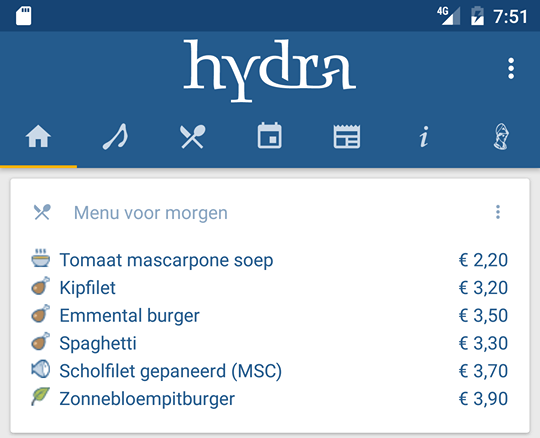 4G 7:51
hydra
i
Menu voor morgen
Tomaat mascarpone soep € 2,20
Kipfilet € 3,20
Emmental burger € 3,50
Spaghetti € 3,30
Scholfilet gepaneerd (MSC) € 3,70
Zonnebloempitburger € 3,90